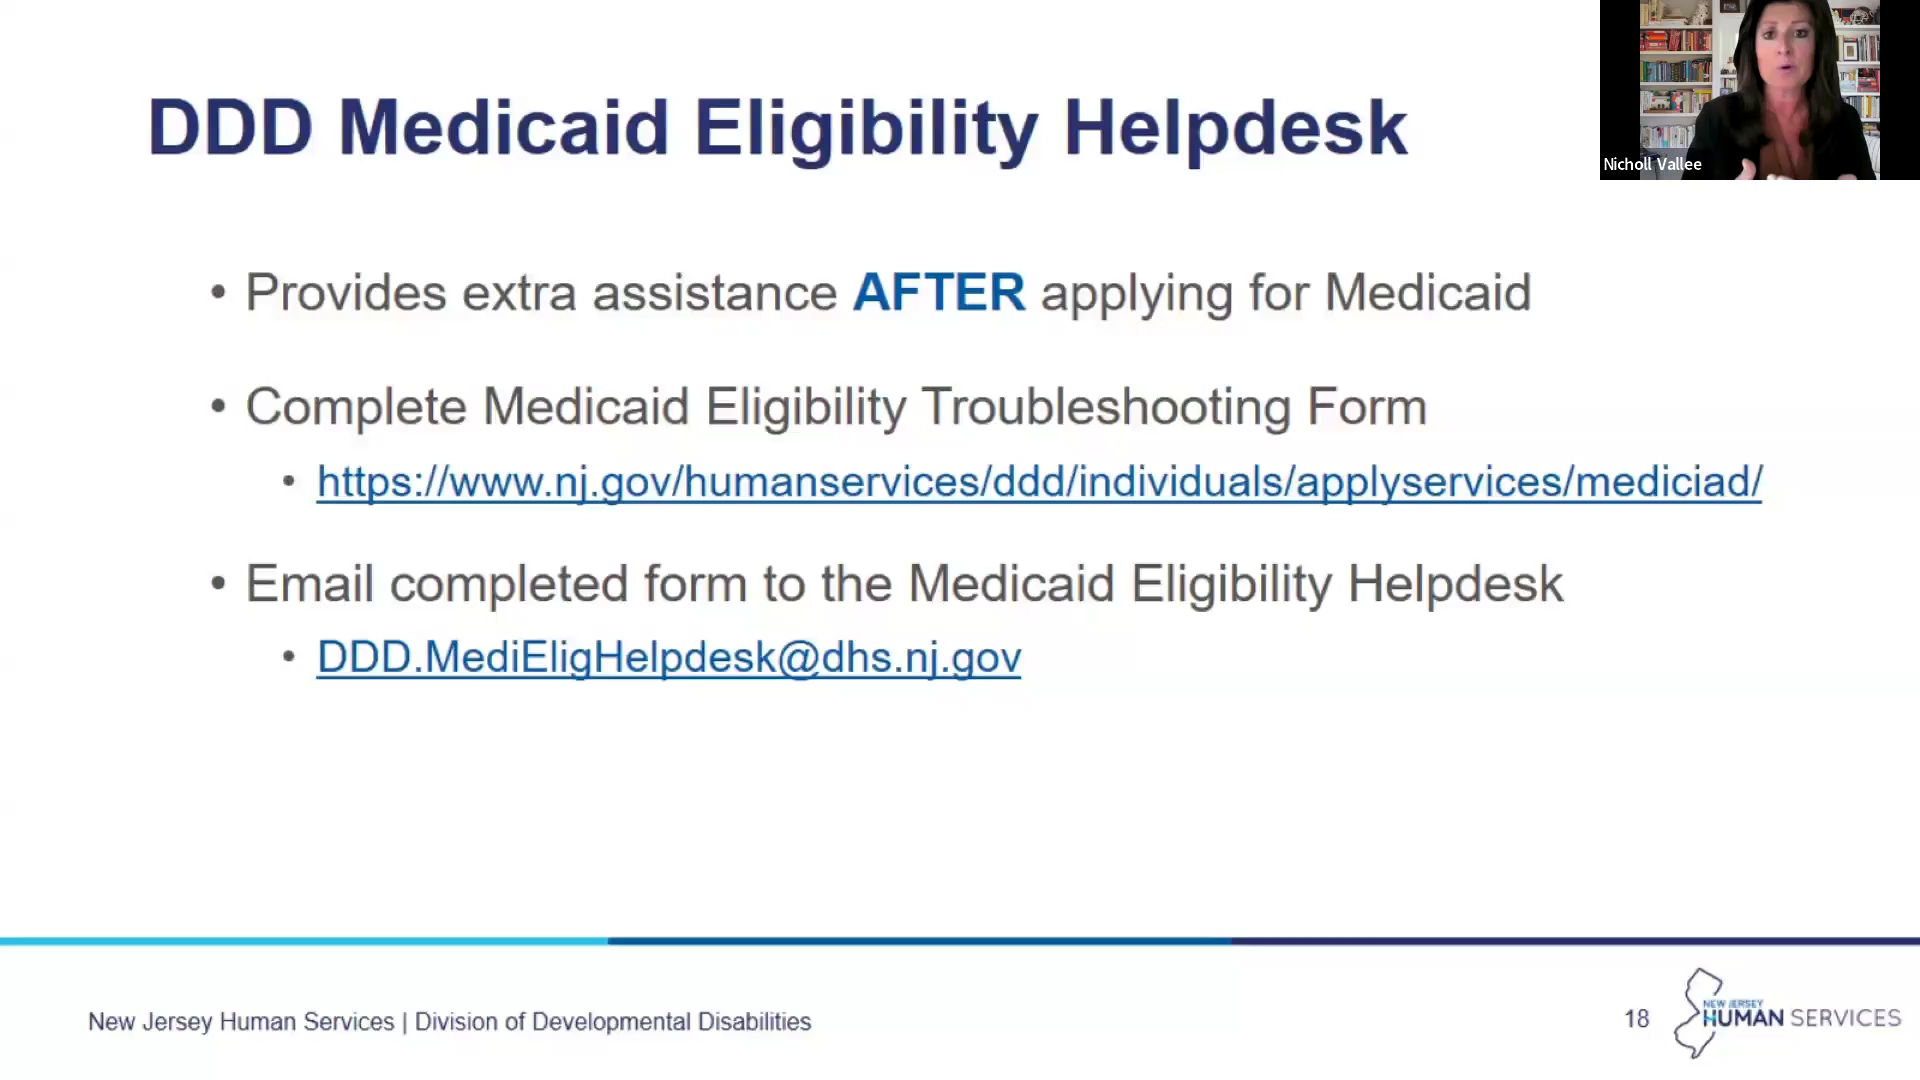 DDD Medicaid Eligibility Helpdesk
Nicholl Vallee
• Provides extra assistance AFTER applying for Medicaid
• Complete Medicaid Eligibility Troubleshooting Form
• https://www.nj.gov/humanservices/ddd/individuals/applyservices/mediciad/
• Email completed form to the Medicaid Eligibility Helpdesk
• DDD.MediEligHelpdesk@dhs.nj.gov
New Jersey Human Services | Division of Developmental Disabilities
18
NEW JERSEY
HUMAN SERVICES